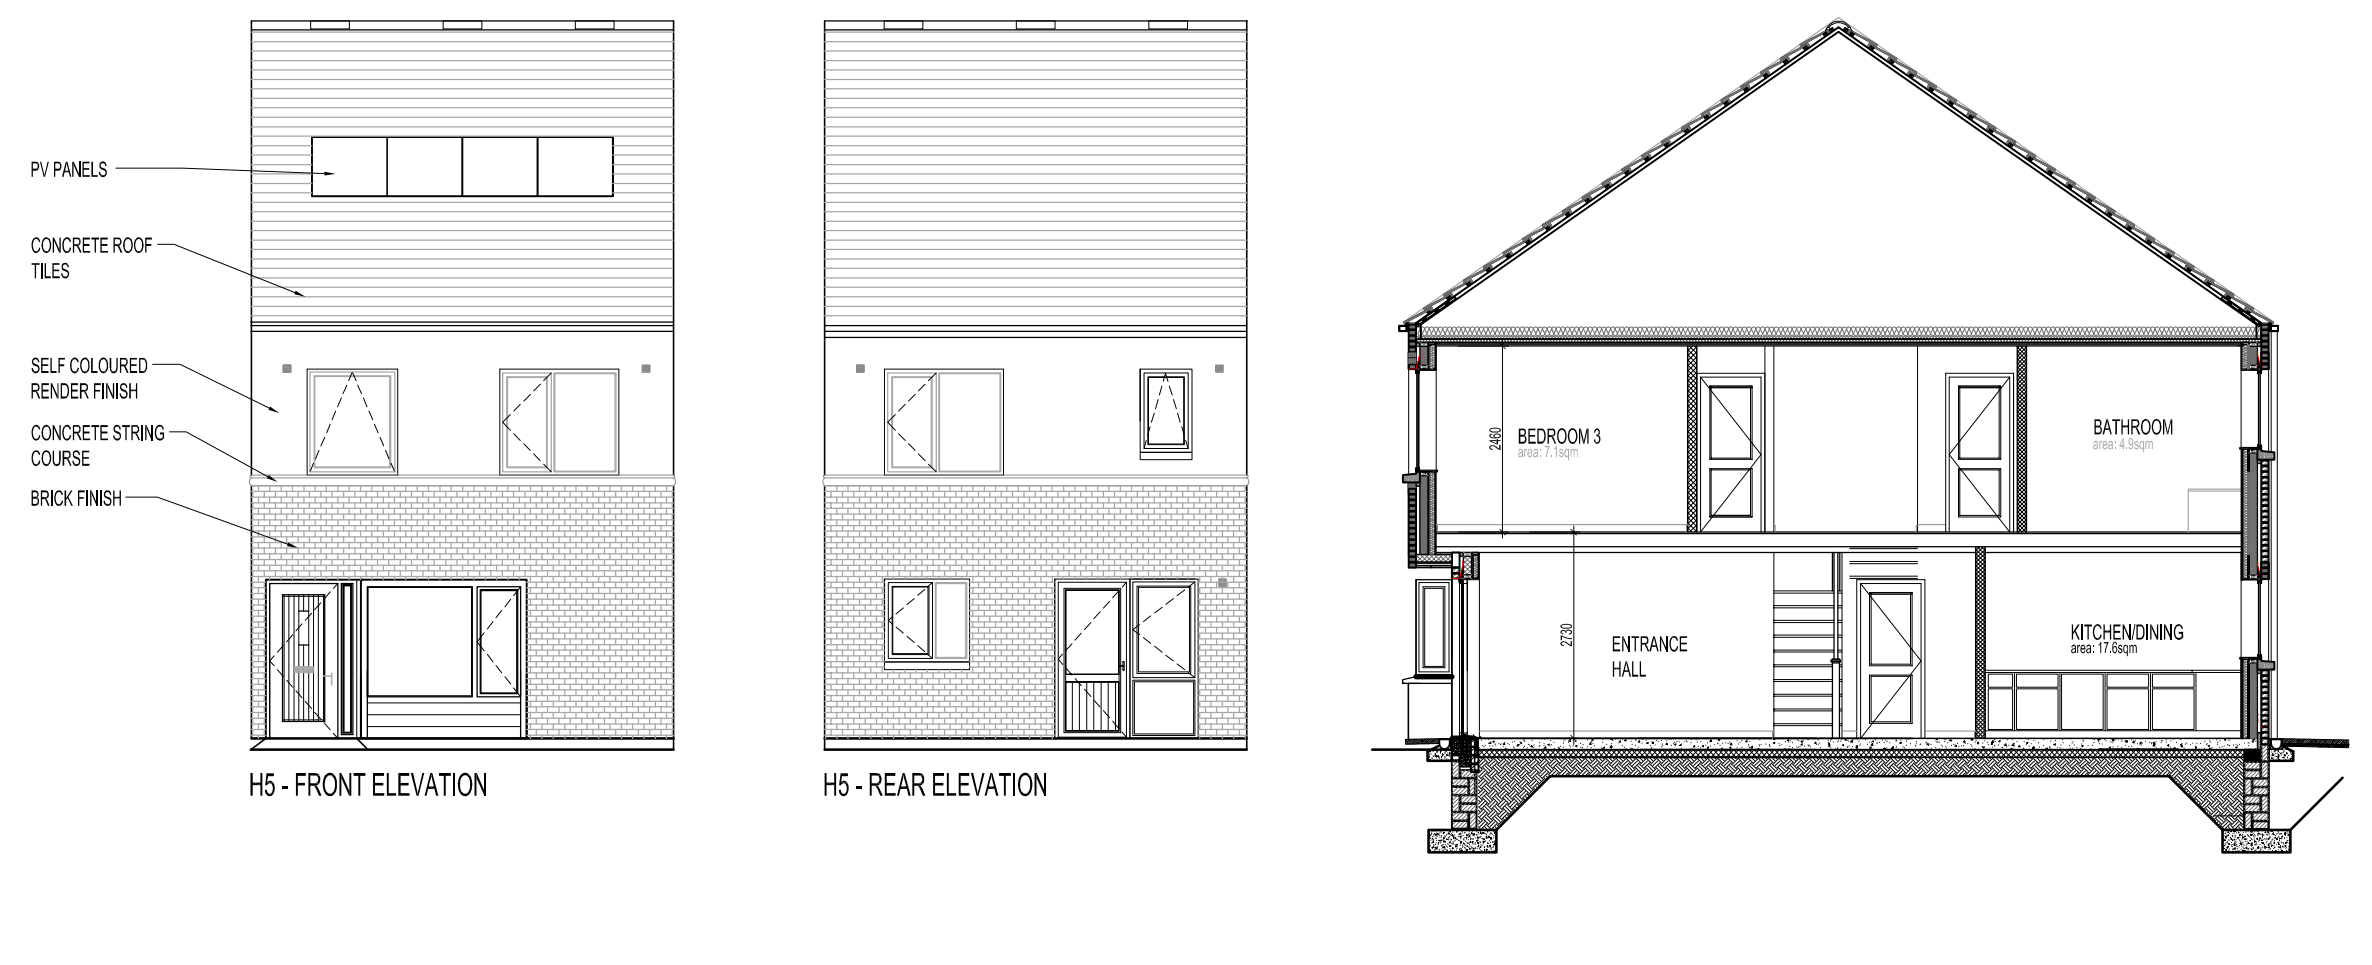 PV PANELS
CONCRETE ROOF
TILES
SELF COLOURED
RENDER FINISH
CONCRETE STRING
COURSE
BRICK FINISH
H5 - FRONT ELEVATION
H5 - REAR ELEVATION
2460
BEDROOM 3
area: 7.1sqm
BATHROOM
area: 4.9sqm
2730
ENTRANCE
HALL
KITCHEN/DINING
area: 17.6sqm